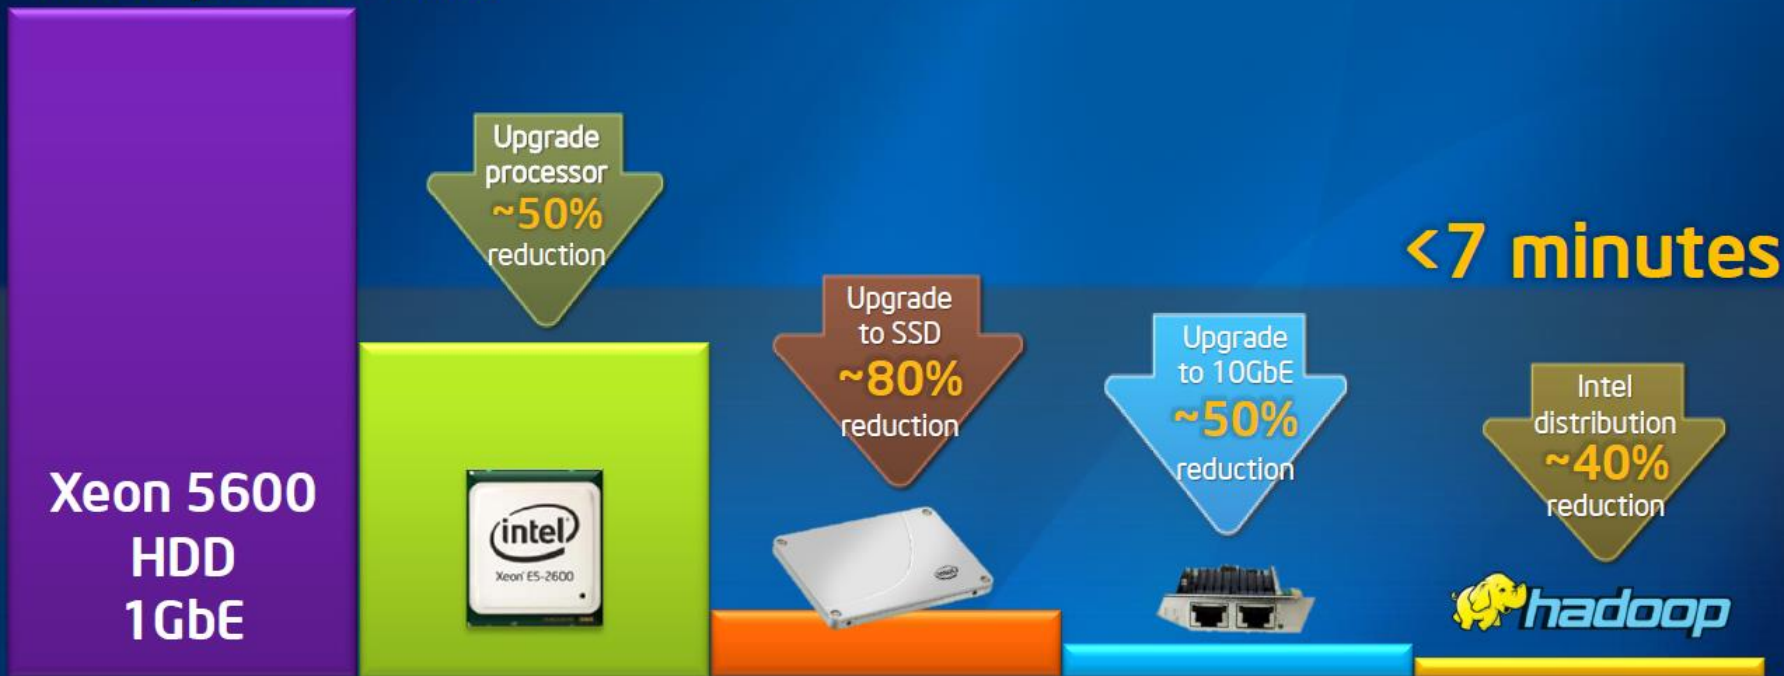 Xeon 5600
HDD
1GbE
Upgrade
processor
~50%
reduction
intel
Xeon E5-2600
Upgrade
to SSD
~80%
reduction
intel
Upgrade
to 10GbE
~50%
reduction
<7 minutes
Intel
distribution
~40%
reduction
hadoop